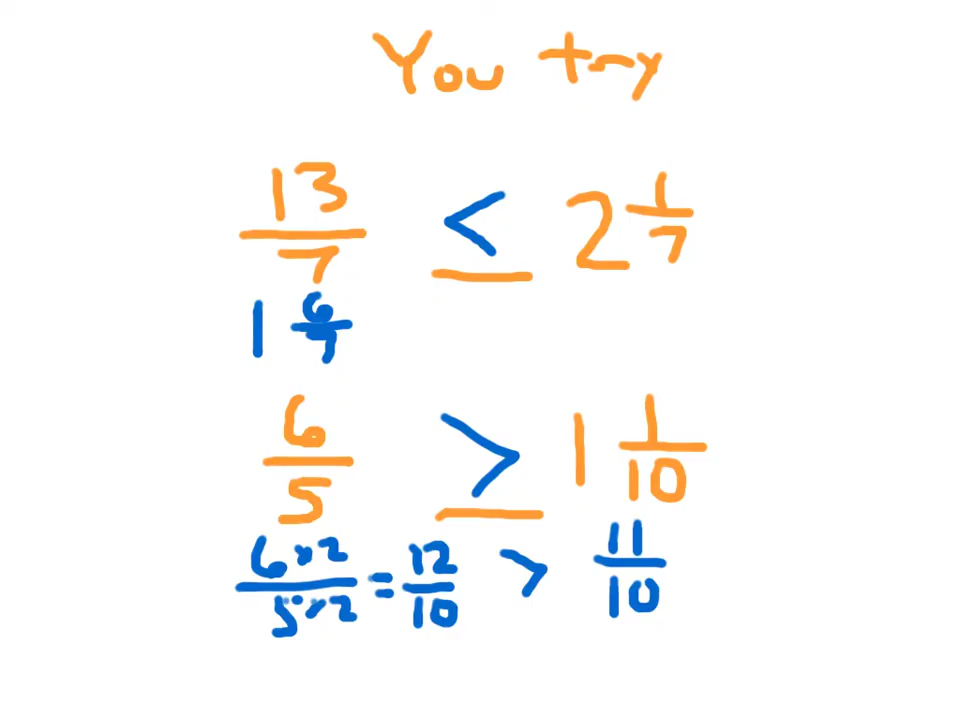 You try
13/7 < 2 1/7
1 6/7
6/5 > 1 1/10
6×2/5×2 = 12/10 > 11/10